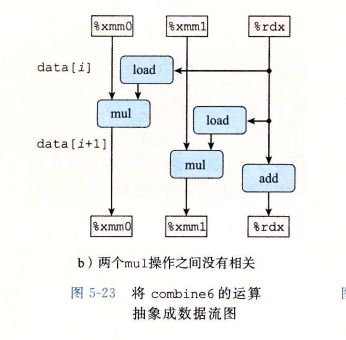 %xmm0 %xmm1 %rdx
data[i] load
mul load
data[i+1] mul add
%xmm0 %xmm1 %rdx
b）两个mul操作之间没有相关
图 5-23 将 combine6 的运算
抽象成数据流图